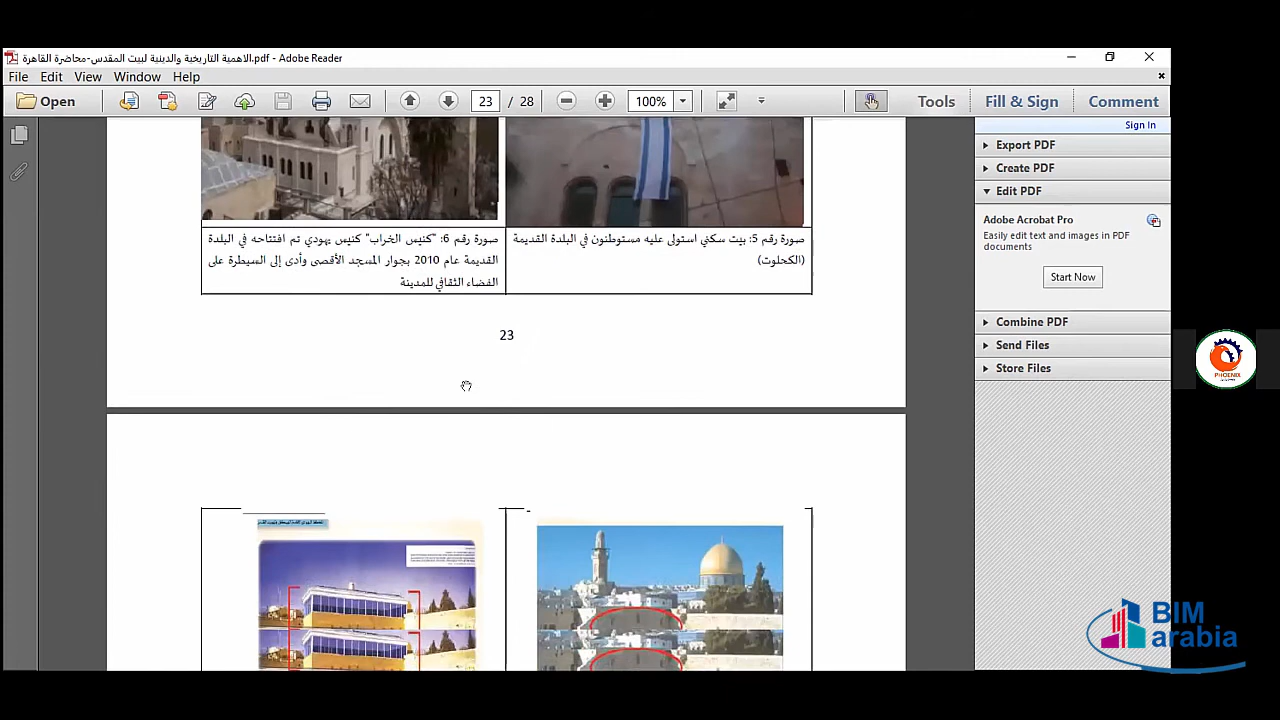 الاهمية التاريخية والدينية لبيت المقدس-محاضرة القاهرة.pdf - Adobe Reader
File Edit View Window Help
Open 23 / 28 100% Tools Fill & Sign Comment
Sign In
Export PDF
Create PDF
Edit PDF
Adobe Acrobat Pro
Easily edit text and images in PDF
documents
Start Now
Combine PDF
Send Files
Store Files
صورة رقم 5: بيت سكني استولى عليه مستوطنون في البلدة القديمة
(الكحلوت)
صورة رقم 6: "كنيس الخراب" كنيس يهودي تم افتتاحه في البلدة
القديمة عام 2010 بجوار المسجد الأقصى وأدى إلى السيطرة على
الفضاء الثقافي للمدينة
23
PHOENIX
BIM
arabia